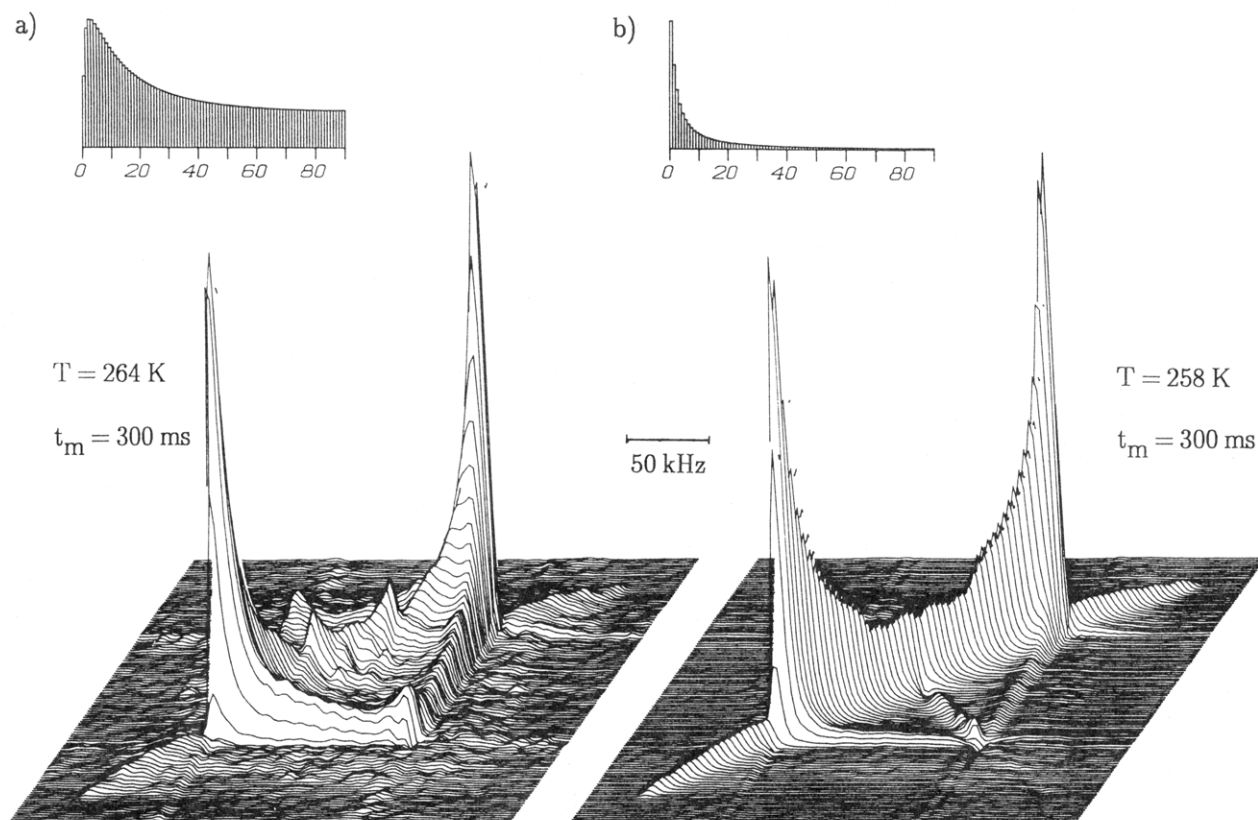 a)
0 20 40 60 80
b)
0 20 40 60 80
T = 264 K
t_m = 300 ms
50 kHz
T = 258 K
t_m = 300 ms